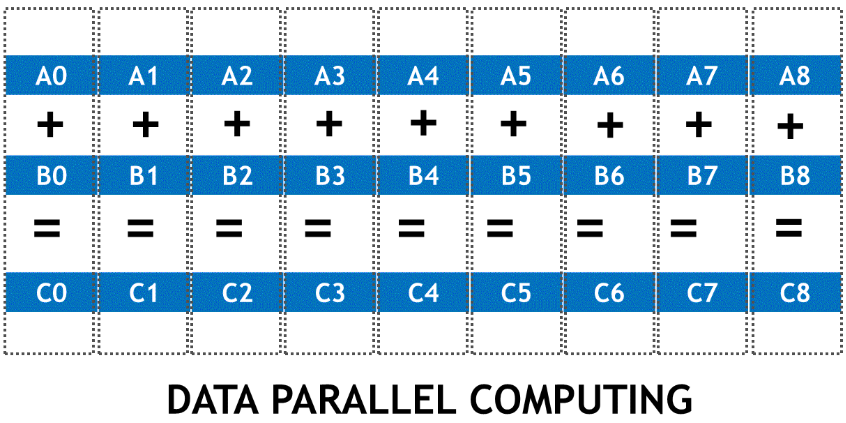 A0 A1 A2 A3 A4 A5 A6 A7 A8
+ + + + + + + + +
B0 B1 B2 B3 B4 B5 B6 B7 B8
= = = = = = = = =
C0 C1 C2 C3 C4 C5 C6 C7 C8
DATA PARALLEL COMPUTING